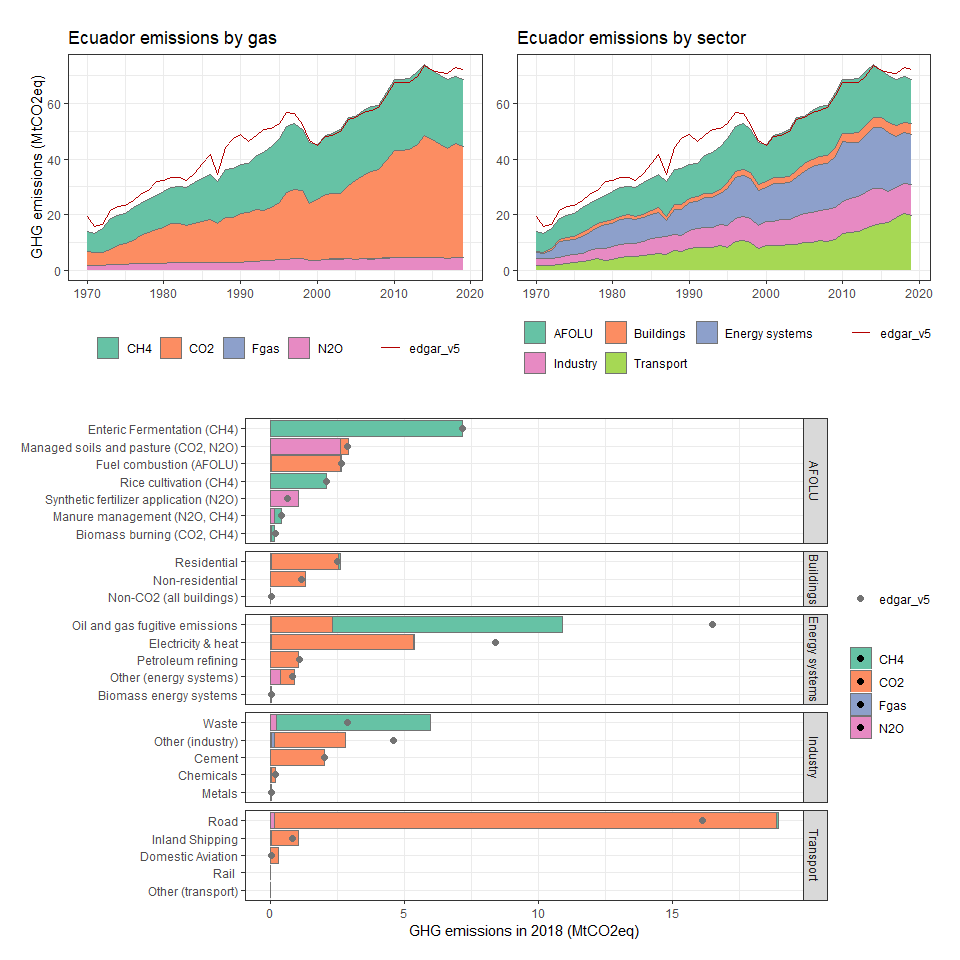 Ecuador emissions by gas
GHG emissions (MtCO2eq)
60
40
20
0
1970 1980 1990 2000 2010 2020
CH4 CO2 Fgas N2O edgar_v5
Ecuador emissions by sector
60
40
20
0
1970 1980 1990 2000 2010 2020
AFOLU Buildings Energy systems edgar_v5
Industry Transport
Enteric Fermentation (CH4)
Managed soils and pasture (CO2, N2O)
Fuel combustion (AFOLU)
Rice cultivation (CH4)
Synthetic fertilizer application (N2O)
Manure management (N2O, CH4)
Biomass burning (CO2, CH4)
AFOLU
Residential
Non-residential
Non-CO2 (all buildings)
Buildings
Oil and gas fugitive emissions
Electricity & heat
Petroleum refining
Other (energy systems)
Biomass energy systems
Energy systems
Waste
Other (industry)
Cement
Chemicals
Metals
Industry
Road
Inland Shipping
Domestic Aviation
Rail
Other (transport)
Transport
0 5 10 15
GHG emissions in 2018 (MtCO2eq)
edgar_v5
CH4
CO2
Fgas
N2O